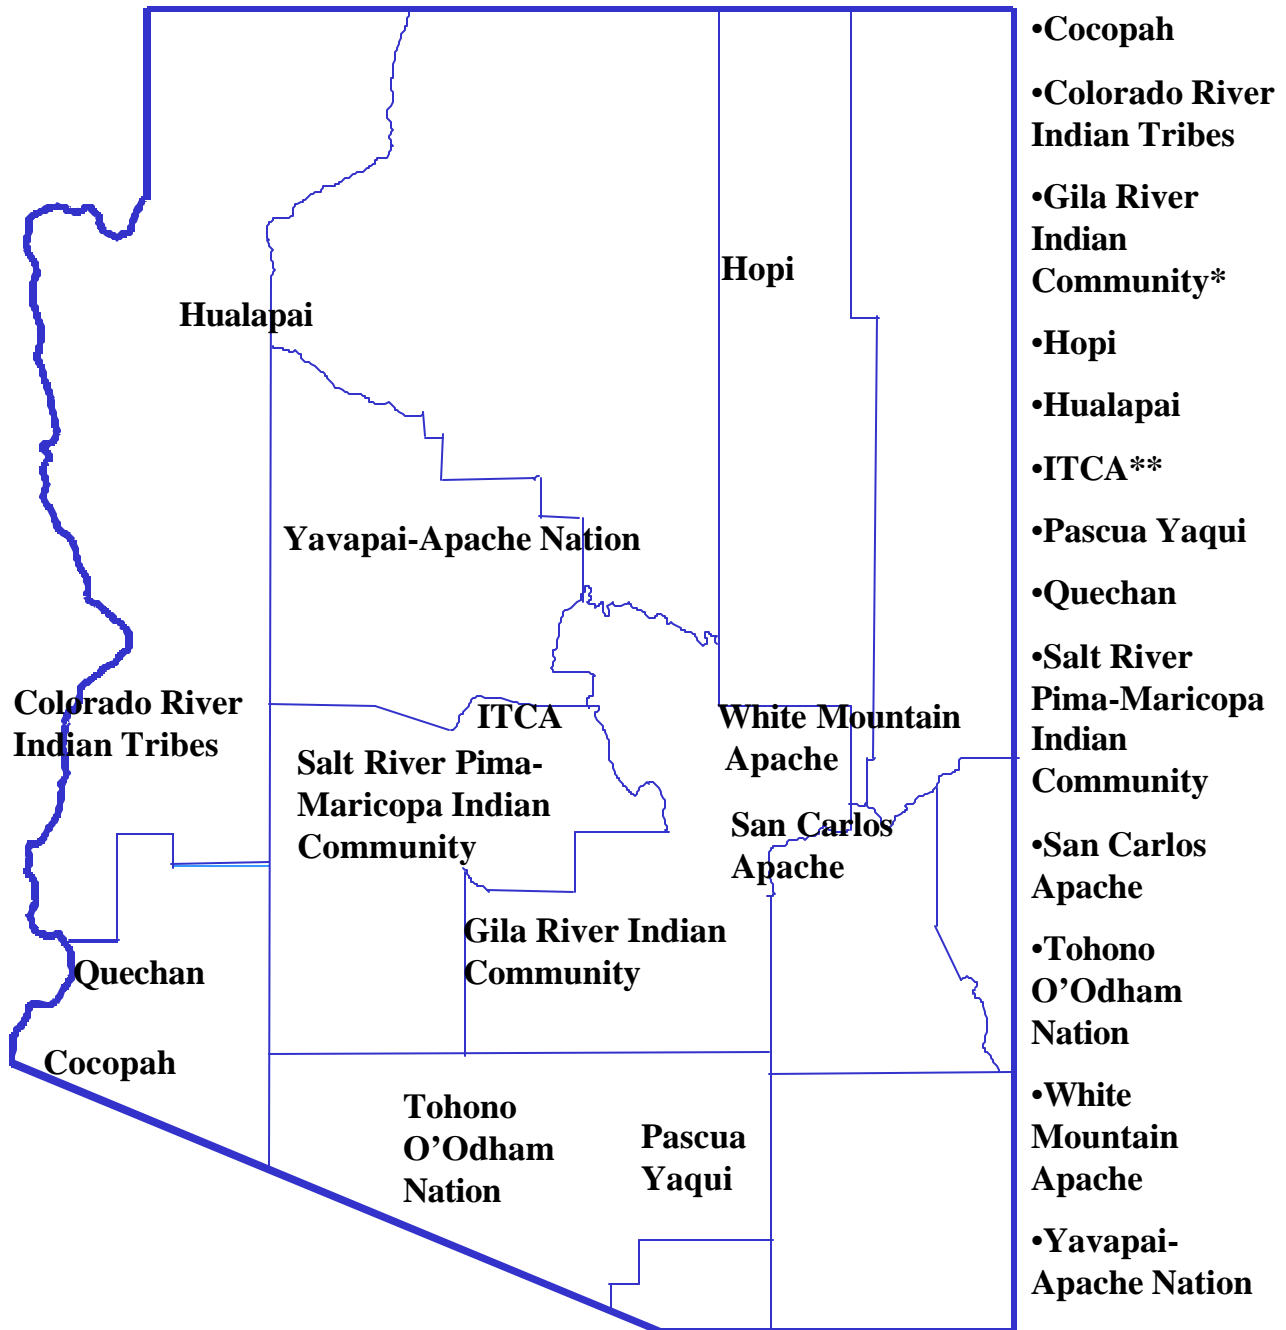 Hopi
Hualapai
Yavapai-Apache Nation
Colorado River
Indian Tribes
ITCA
White Mountain
Apache
Salt River Pima-
Maricopa Indian
Community
San Carlos
Apache
Gila River Indian
Community
Quechan
Cocopah
Tohono
O’Odham
Nation
Pascua
Yaqui
•Cocopah
•Colorado River
Indian Tribes
•Gila River
Indian
Community*
•Hopi
•Hualapai
•ITCA**
•Pascua Yaqui
•Quechan
•Salt River
Pima-Maricopa
Indian
Community
•San Carlos
Apache
•Tohono
O’Odham
Nation
•White
Mountain
Apache
•Yavapai-
Apache Nation